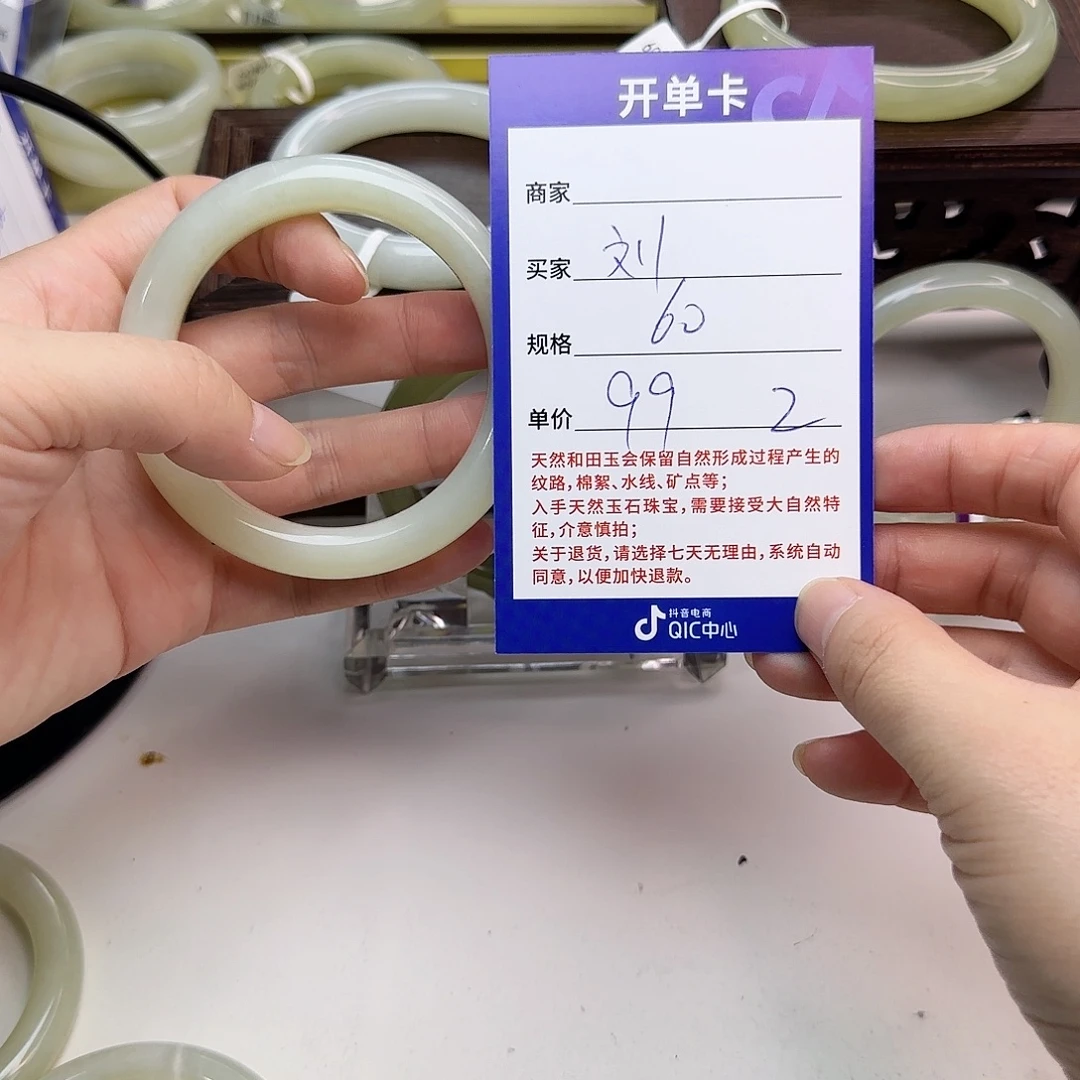 开单卡
商家
买家 刘
规格 60
单价 99 2
天然和田玉会保留自然形成过程产生的
纹路,棉絮、水线、矿点等;
入手天然玉石珠宝,需要接受大自然特
征,介意慎拍;
关于退货,请选择七天无理由,系统自动
同意,以便加快退款。
抖音电商
QIC中心